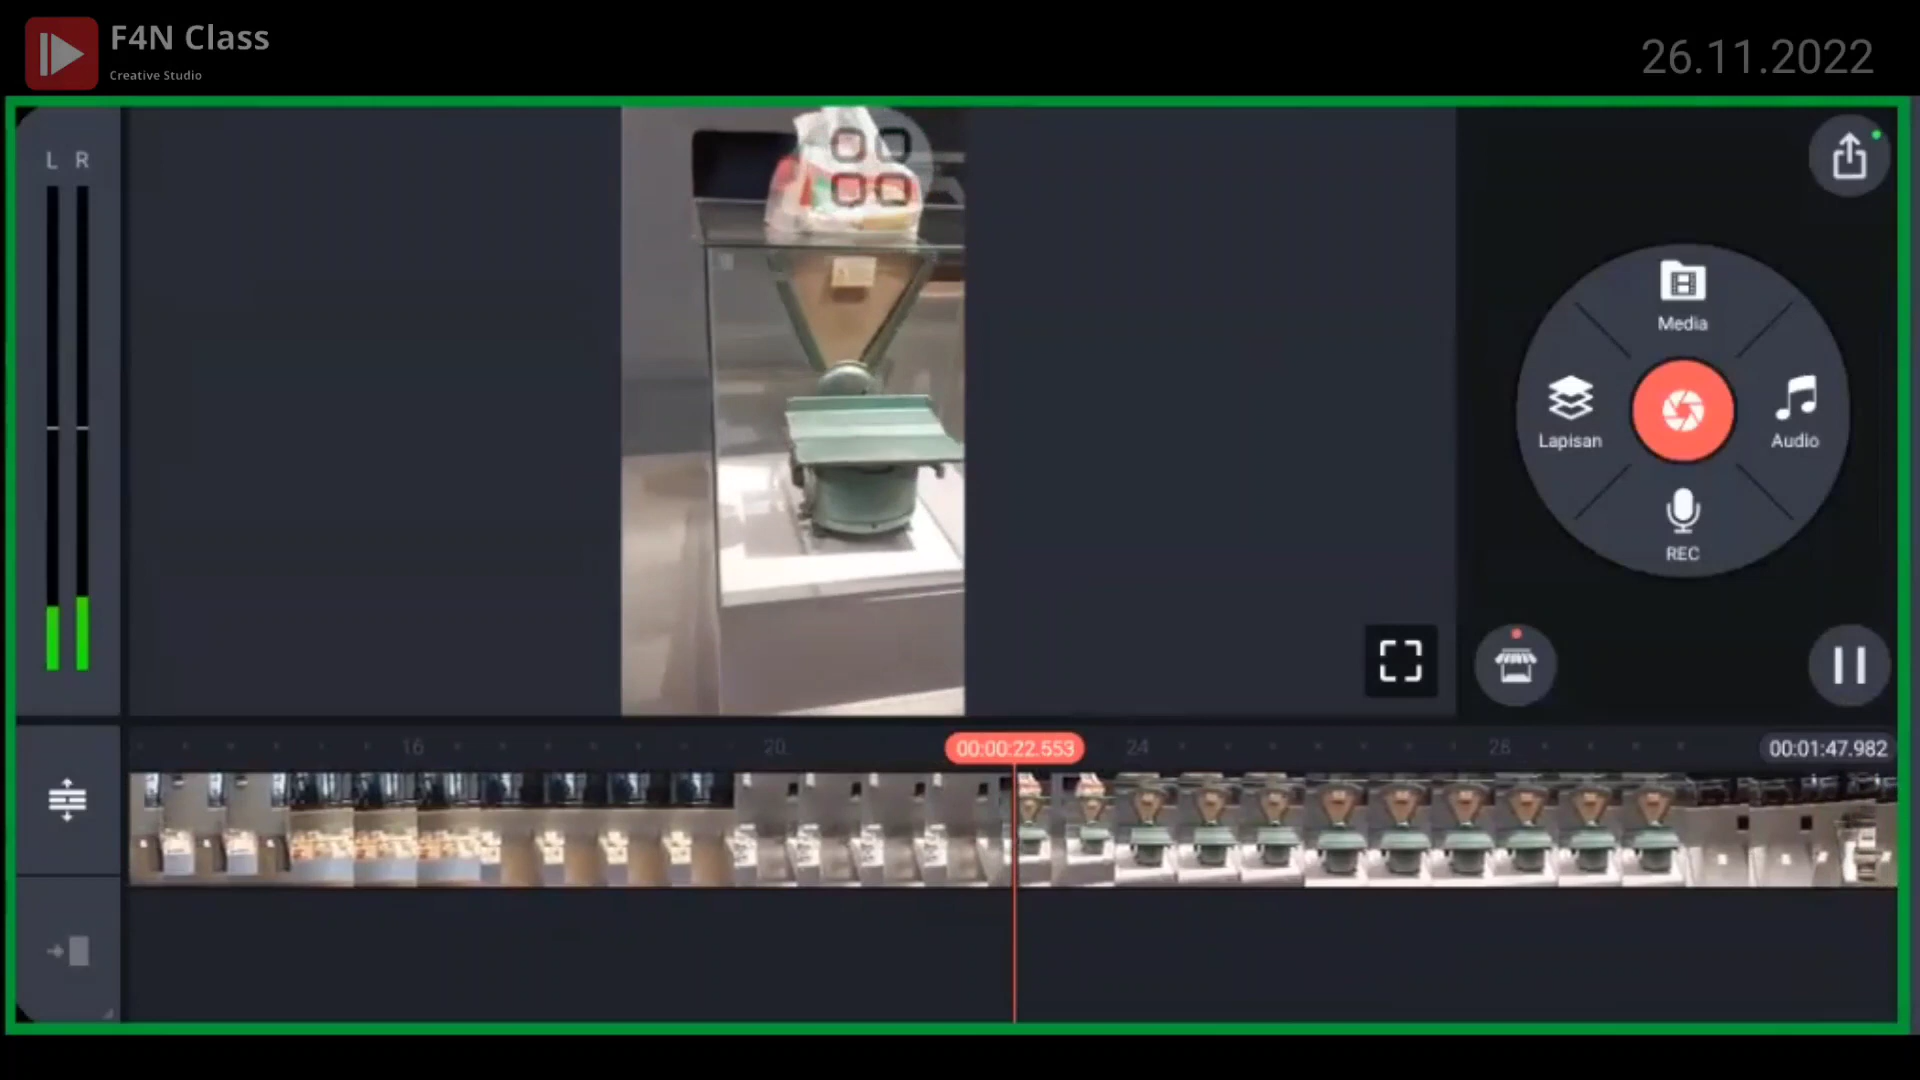 F4N Class
Creative Studio
26.11.2022
L R
Media
Lapisan
Audio
REC
16
20
00:00:22.553
24
28
00:01:47.982